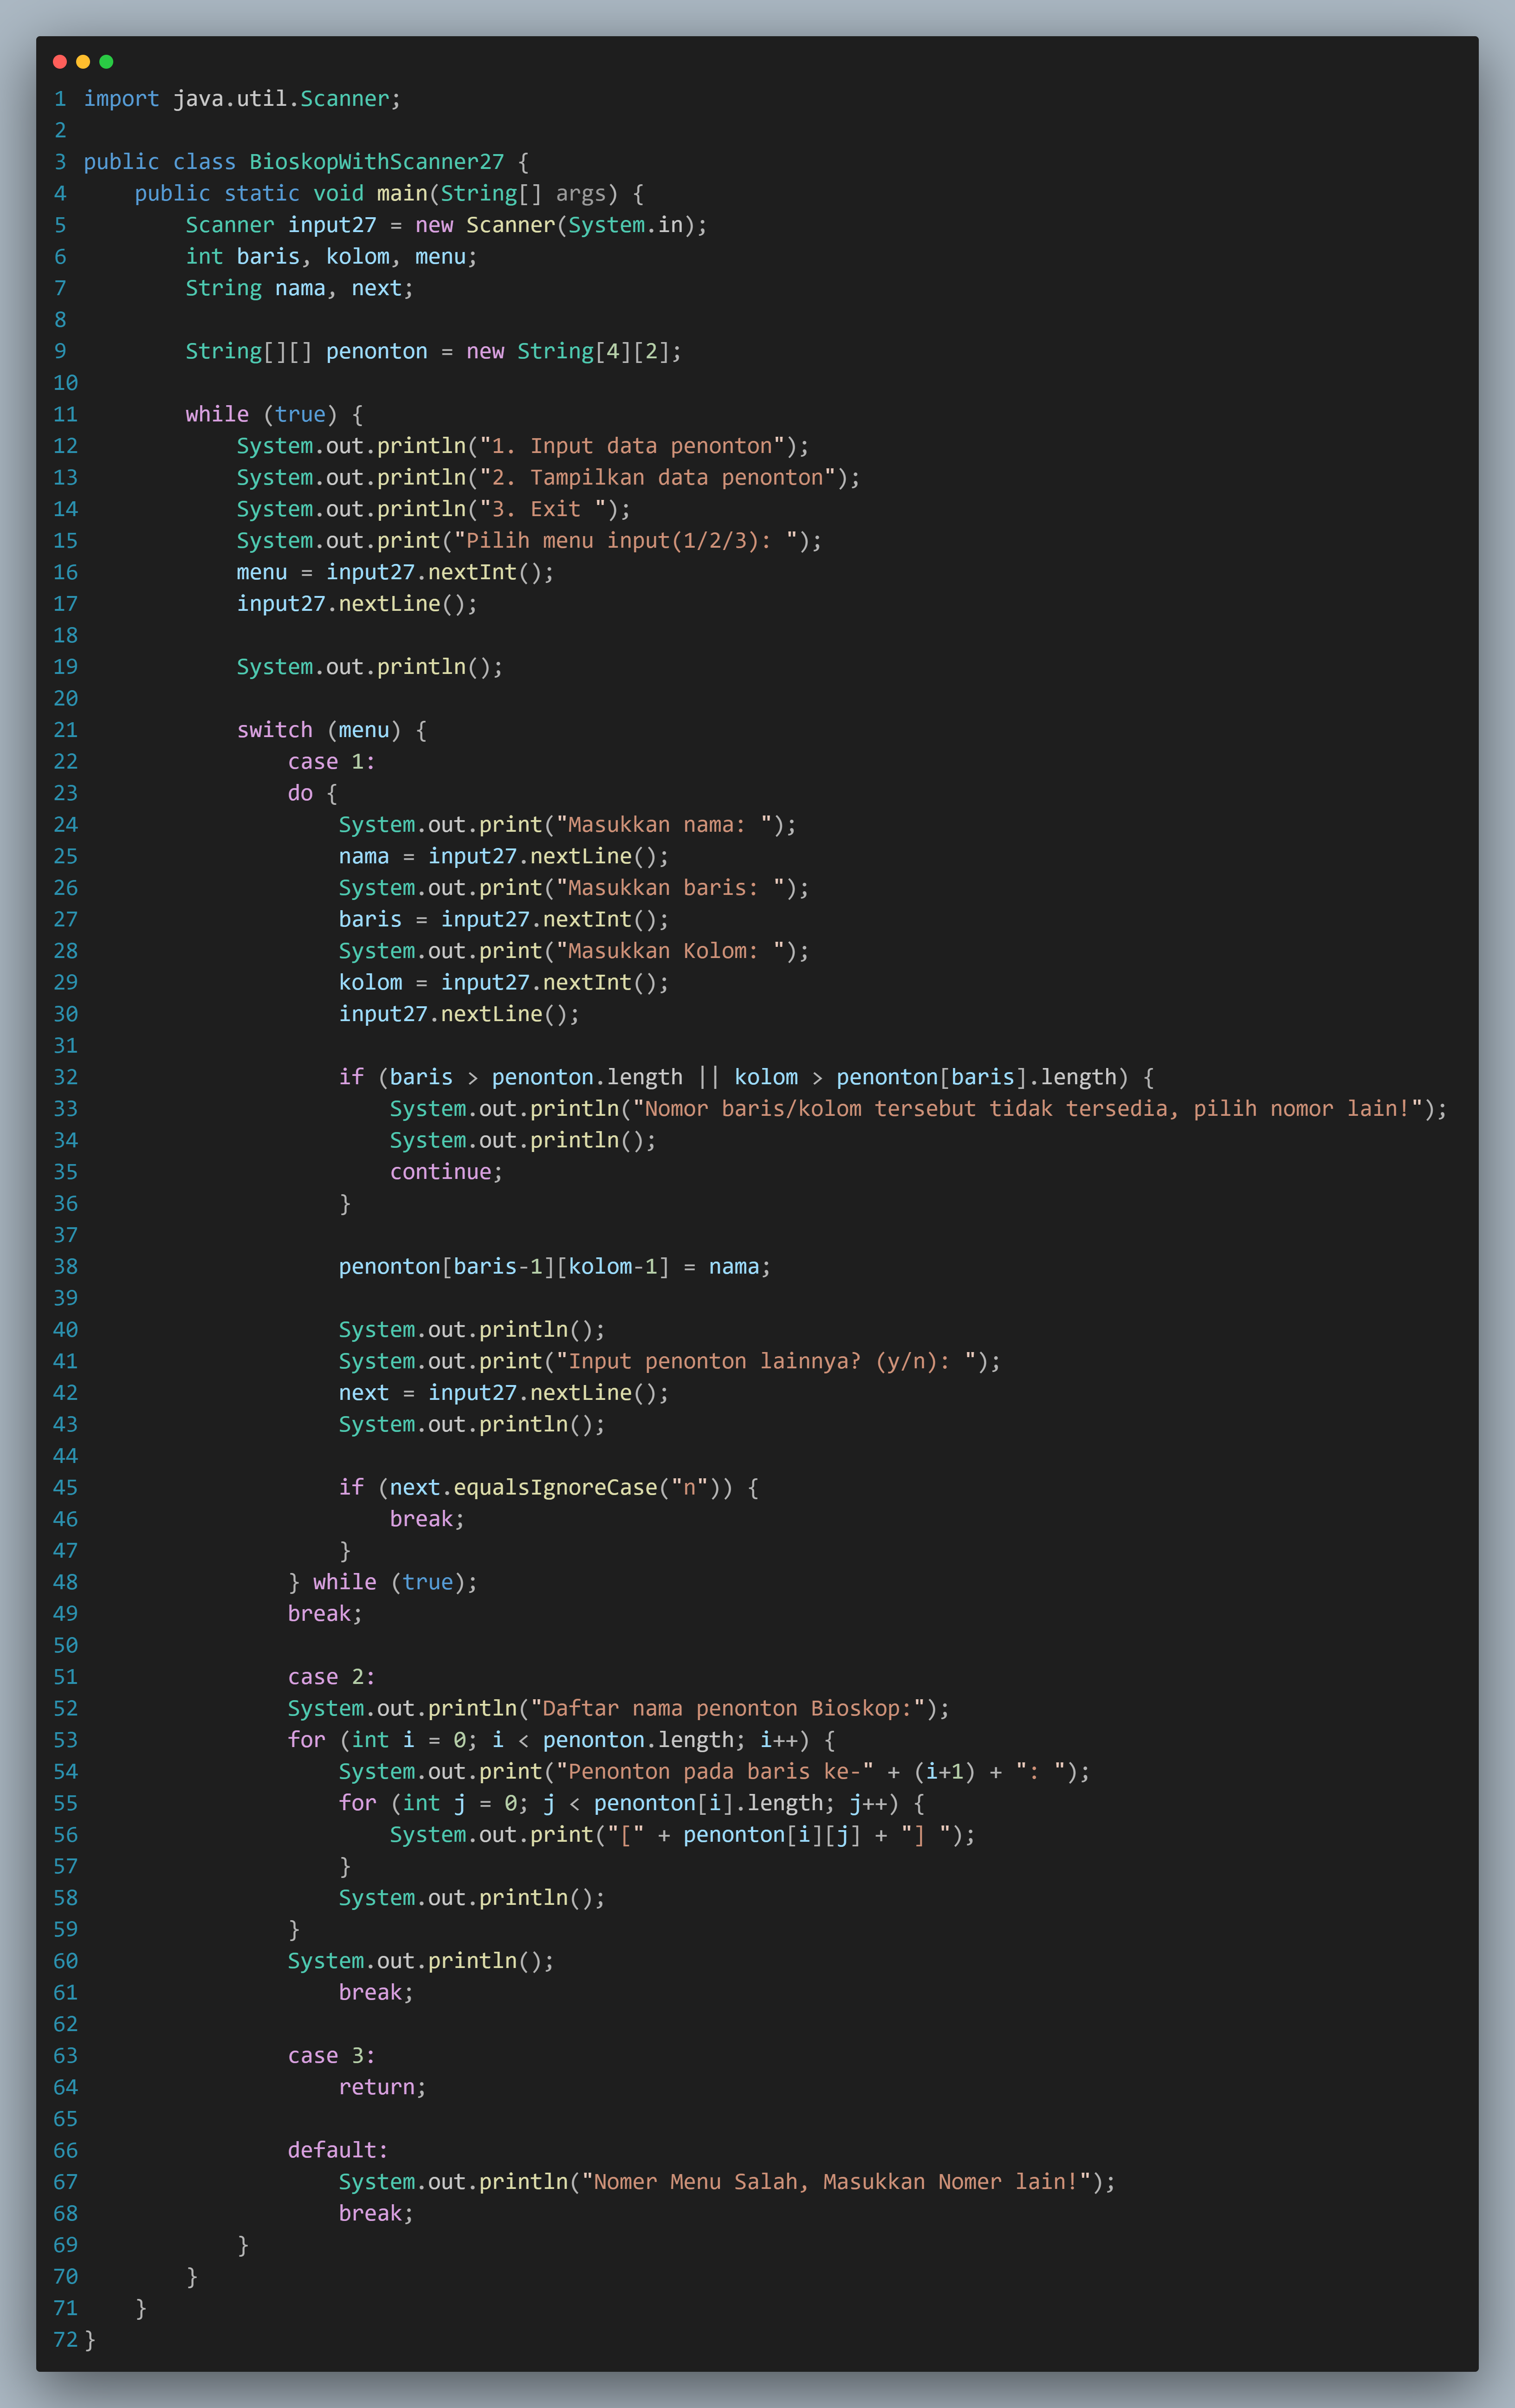 1 import java.util.Scanner;
2
3 public class BioskopWithScanner27 {
4     public static void main(String[] args) {
5         Scanner input27 = new Scanner(System.in);
6         int baris, kolom, menu;
7         String nama, next;
8
9         String[][] penonton = new String[4][2];
10
11         while (true) {
12             System.out.println("1. Input data penonton");
13             System.out.println("2. Tampilkan data penonton");
14             System.out.println("3. Exit ");
15             System.out.print("Pilih menu input(1/2/3): ");
16             menu = input27.nextInt();
17             input27.nextLine();
18
19             System.out.println();
20
21             switch (menu) {
22                 case 1:
23                 do {
24                     System.out.print("Masukkan nama: ");
25                     nama = input27.nextLine();
26                     System.out.print("Masukkan baris: ");
27                     baris = input27.nextInt();
28                     System.out.print("Masukkan Kolom: ");
29                     kolom = input27.nextInt();
30                     input27.nextLine();
31
32                     if (baris > penonton.length || kolom > penonton[baris].length) {
33                         System.out.println("Nomor baris/kolom tersebut tidak tersedia, pilih nomor lain!");
34                         System.out.println();
35                         continue;
36                     }
37
38                     penonton[baris-1][kolom-1] = nama;
39
40                     System.out.println();
41                     System.out.print("Input penonton lainnya? (y/n): ");
42                     next = input27.nextLine();
43                     System.out.println();
44
45                     if (next.equalsIgnoreCase("n")) {
46                         break;
47                     }
48                 } while (true);
49                 break;
50
51                 case 2:
52                 System.out.println("Daftar nama penonton Bioskop:");
53                 for (int i = 0; i < penonton.length; i++) {
54                     System.out.print("Penonton pada baris ke-" + (i+1) + ": ");
55                     for (int j = 0; j < penonton[i].length; j++) {
56                         System.out.print("[" + penonton[i][j] + "] ");
57                     }
58                     System.out.println();
59                 }
60                 System.out.println();
61                     break;
62
63                 case 3:
64                     return;
65
66                 default:
67                     System.out.println("Nomer Menu Salah, Masukkan Nomer lain!");
68                     break;
69             }
70         }
71     }
72 }